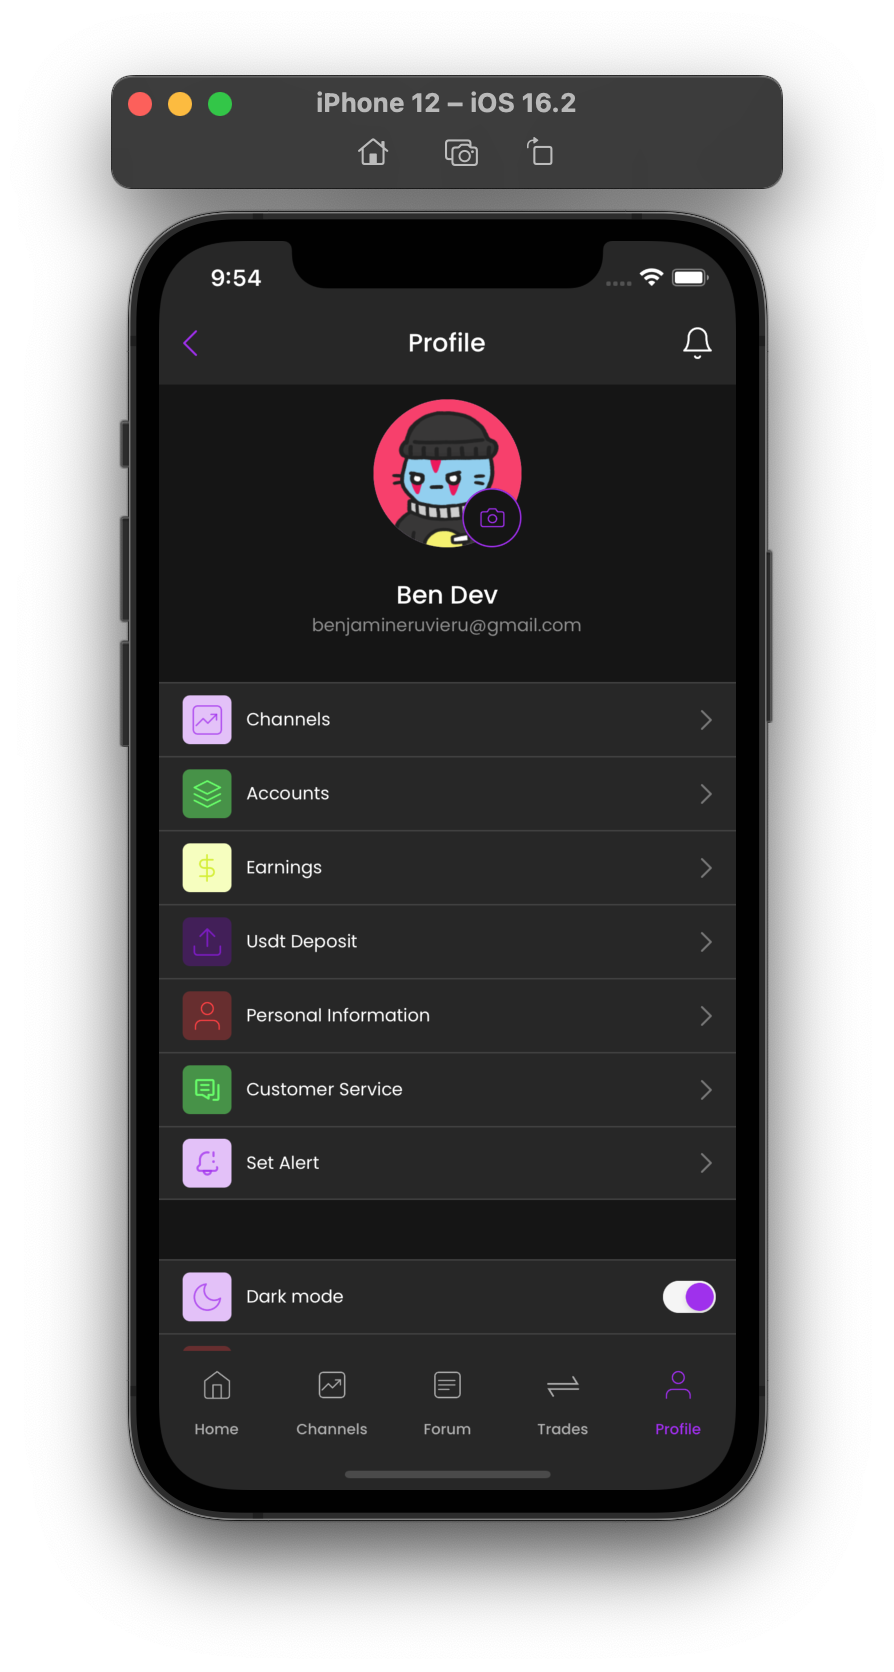 iPhone 12 – iOS 16.2
9:54
Profile
Ben Dev
benjamineruvieru@gmail.com
Channels
Accounts
Earnings
Usdt Deposit
Personal Information
Customer Service
Set Alert
Dark mode
Home Channels Forum Trades Profile